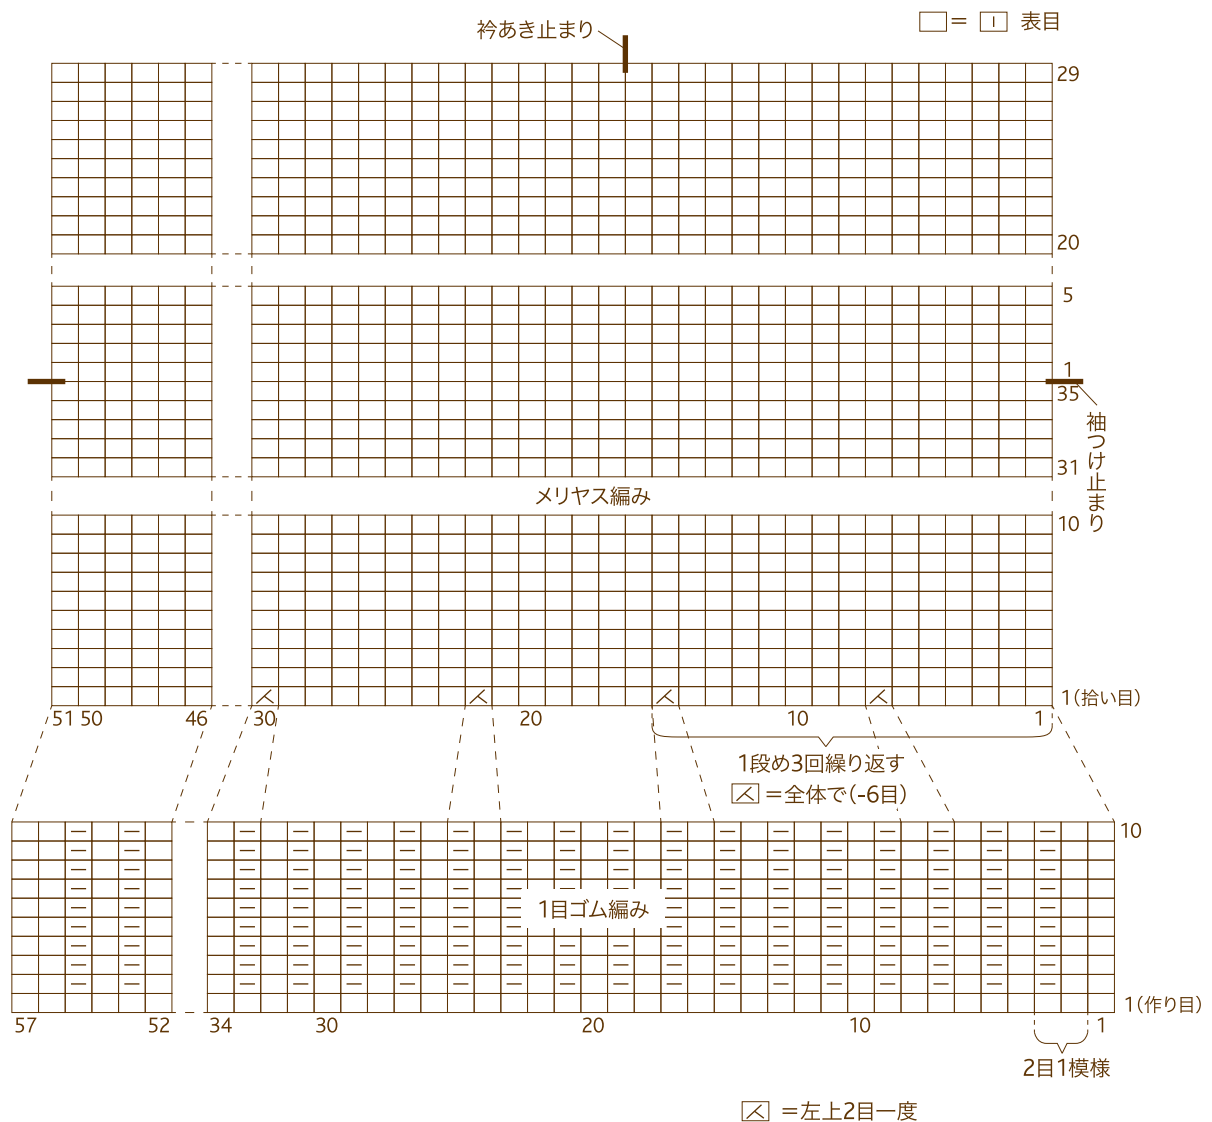 衿あき止まり
□=｜ 表目
29
20
5
1
35
袖つけ止まり
31
メリヤス編み
10
1(拾い目)
51 50 46 30 20 10 1
1段め3回繰り返す
=全体で(-6目)
10
1目ゴム編み
1(作り目)
57 52 34 30 20 10 1
2目1模様
=左上2目一度